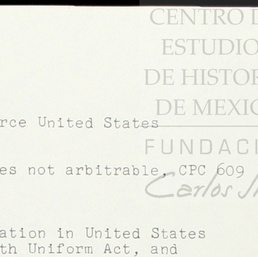 CENTRO D
ESTUDIO
DE HISTOR
DE MEXIC
rce United States
FUNDACI
es not arbitrable, CPC 609
Carlos
ation in United States
th Uniform Act, and